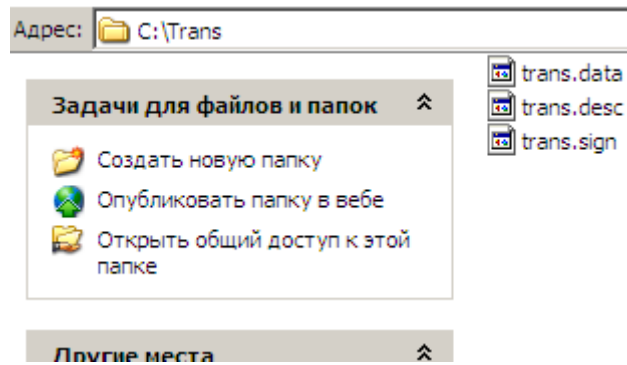 Адрес: C:\Trans
trans.data
trans.desc
trans.sign
Задачи для файлов и папок
Создать новую папку
Опубликовать папку в вебе
Открыть общий доступ к этой
папке
Другие места